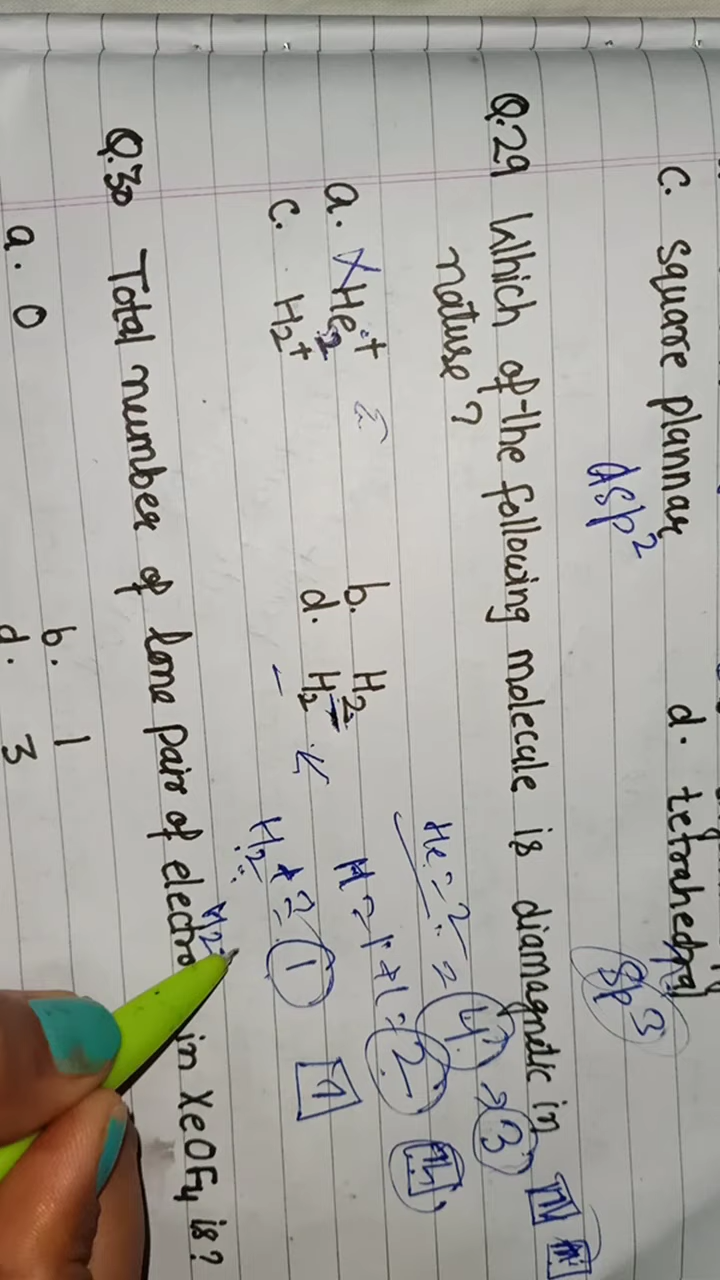 c. square plannar d. tetrahedral
dsp² sp³
Q.29 Which of the following molecule is diamagnetic in
nature?
a. He₂⁺ b. H₂
c. H₂⁺ d. H₂⁻
He = 2 = 4 → 3
H = 1 + 1 = 2
H₂⁺ = 1
H₂
Q.30 Total number of lone pair of electro in XeOF₄ is?
a. 0 b. 1
d. 3